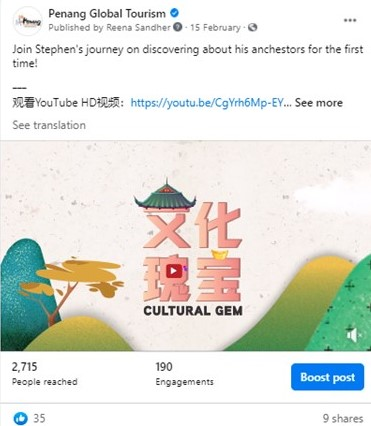 Penang Global Tourism
Published by Reena Sandher · 15 February ·
Join Stephen's journey on discovering about his anchestors for the first
time!
__
观看YouTube HD视频：https://youtu.be/CgYrh6Mp-EY... See more
See translation
文化
瑰宝
CULTURAL GEM
2,715
People reached
190
Engagements
Boost post
35
9 shares